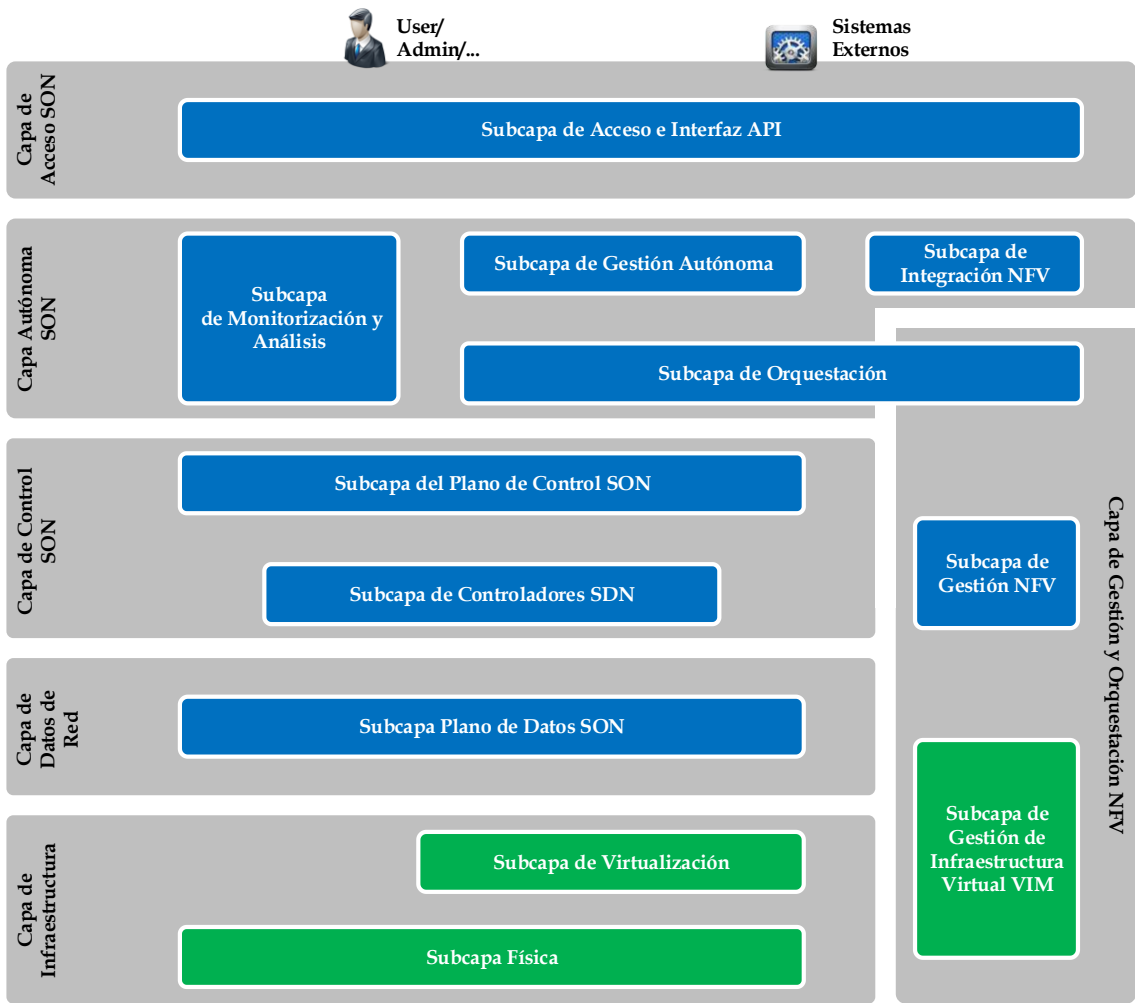 User/
Admin/...
Sistemas
Externos
Capa de
Acceso SON
Subcapa de Acceso e Interfaz API
Capa Autónoma
SON
Subcapa
de Monitorización y
Análisis
Subcapa de Gestión Autónoma
Subcapa de
Integración NFV
Subcapa de Orquestación
Capa de Control
SON
Subcapa del Plano de Control SON
Subcapa de Controladores SDN
Capa de Gestión y Orquestación NFV
Subcapa de
Gestión NFV
Capa de
Datos de
Red
Subcapa Plano de Datos SON
Subcapa de
Gestión de
Infraestructura
Virtual VIM
Capa de
Infraestructura
Subcapa de Virtualización
Subcapa Física